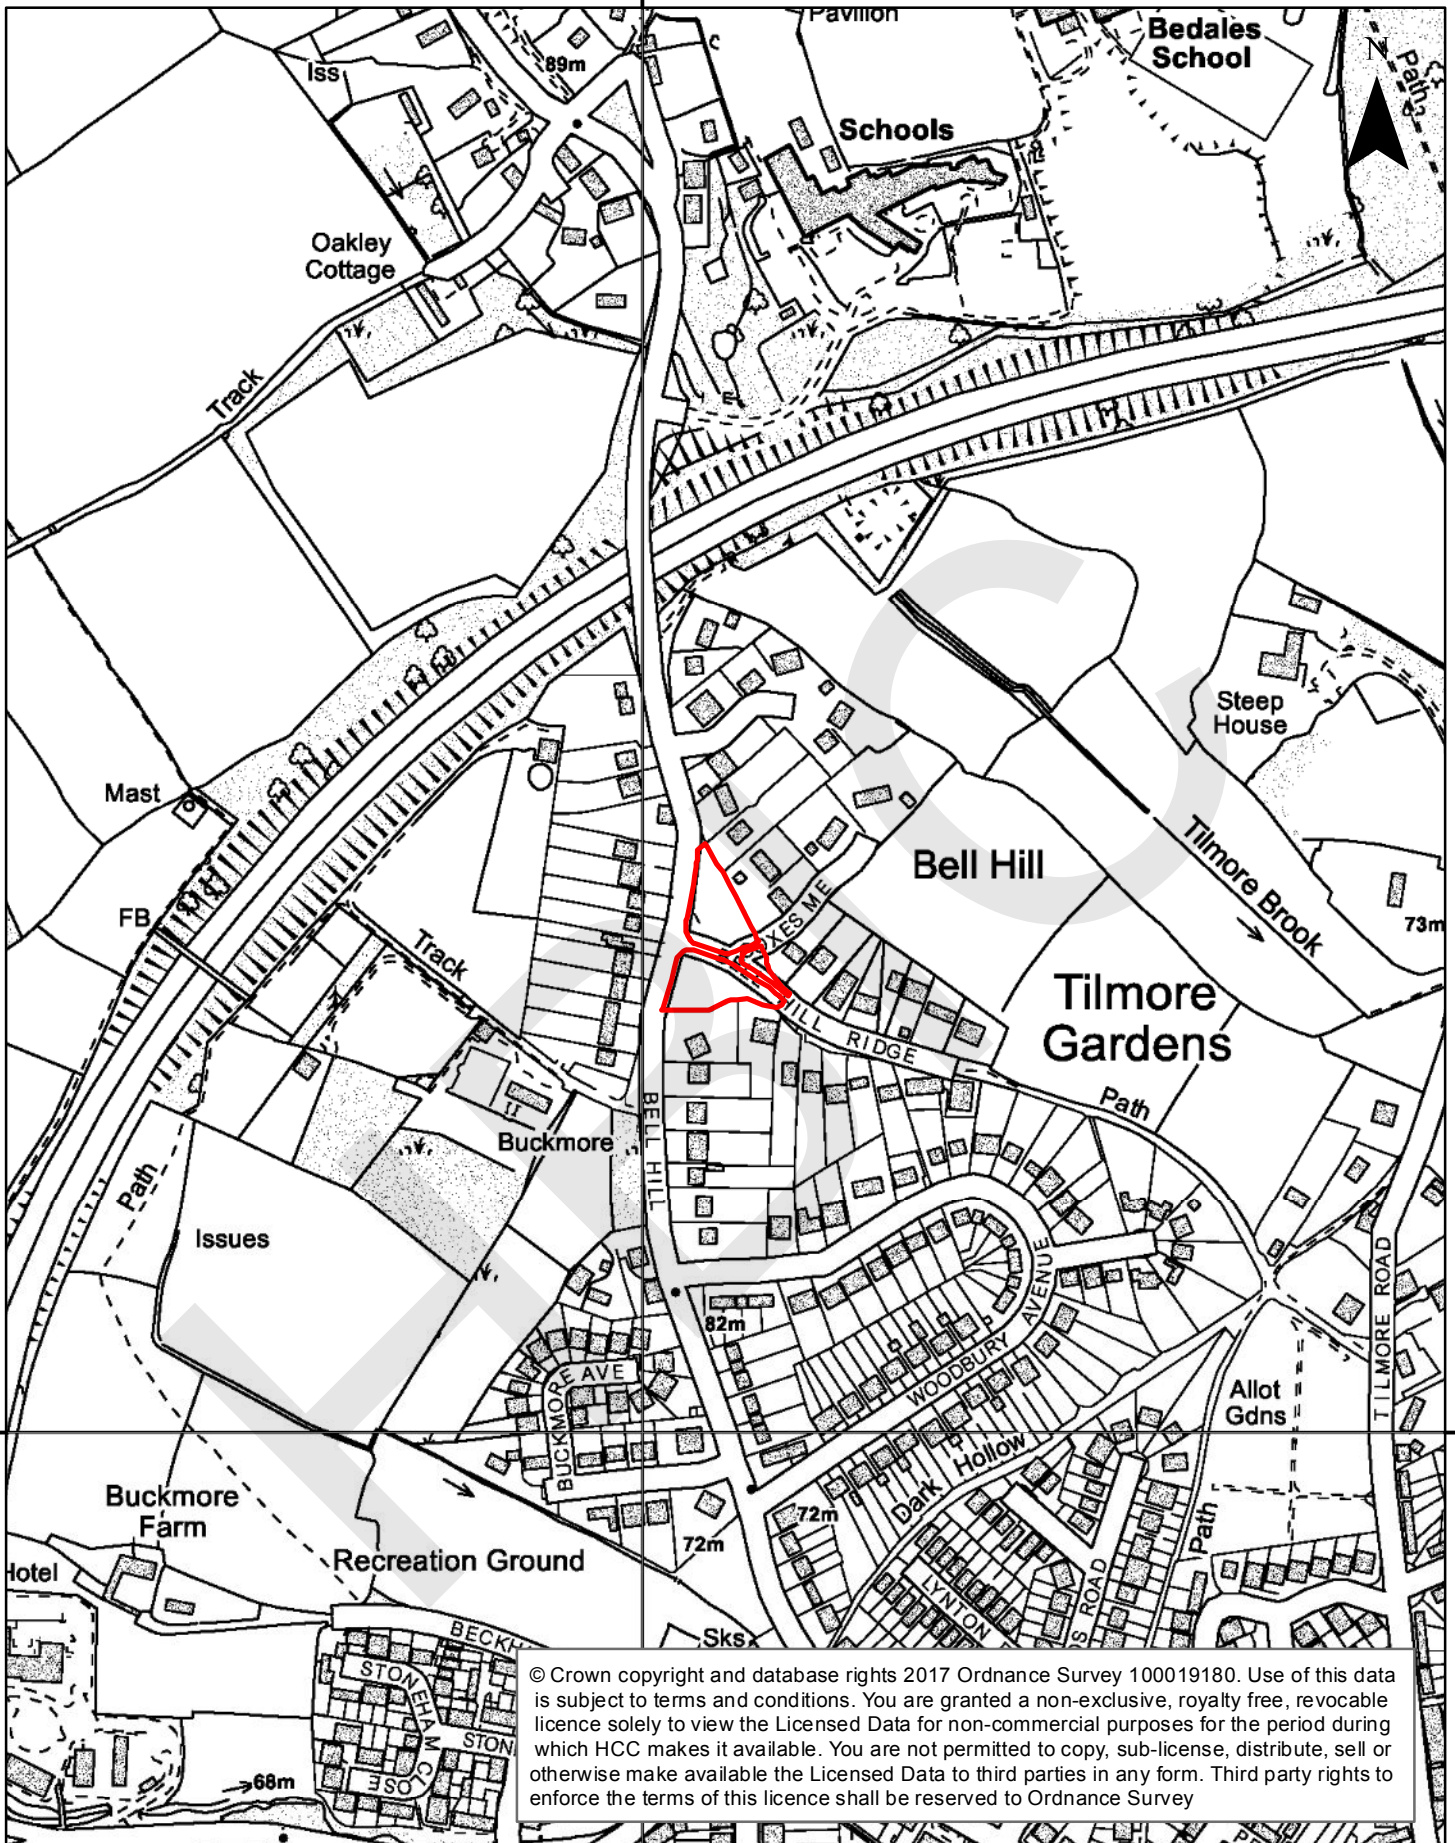 Pavilion
Bedales
School
N
Path
89m
Iss
Schools
Oakley
Cottage
Track
Steep
House
Mast
Bell Hill
Tilmore Brook
FB
73m
Track
Tilmore
Gardens
HILL RIDGE
Path
BELL HILL
Buckmore
Path
Issues
AVENUE
TILMORE ROAD
82m
WOODBURY
BUCKMORE AVE
Allot
Gdns
Hollow
Dark
Buckmore
Farm
72m
72m
Path
Recreation Ground
Hotel
LYNTON
ROAD
Sks
BECKH
STONEHAM CLOSE
STON
68m
© Crown copyright and database rights 2017 Ordnance Survey 100019180. Use of this data
is subject to terms and conditions. You are granted a non-exclusive, royalty free, revocable
licence solely to view the Licensed Data for non-commercial purposes for the period during
which HCC makes it available. You are not permitted to copy, sub-license, distribute, sell or
otherwise make available the Licensed Data to third parties in any form. Third party rights to
enforce the terms of this licence shall be reserved to Ordnance Survey
HBIC